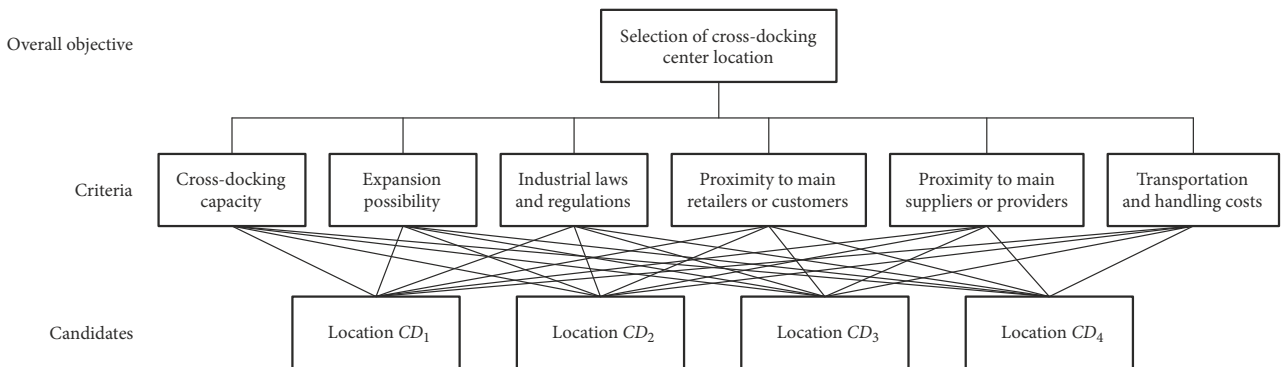 Overall objective
Selection of cross-docking
center location
Criteria
Cross-docking
capacity
Expansion
possibility
Industrial laws
and regulations
Proximity to main
retailers or customers
Proximity to main
suppliers or providers
Transportation
and handling costs
Candidates
Location CD₁
Location CD₂
Location CD₃
Location CD₄